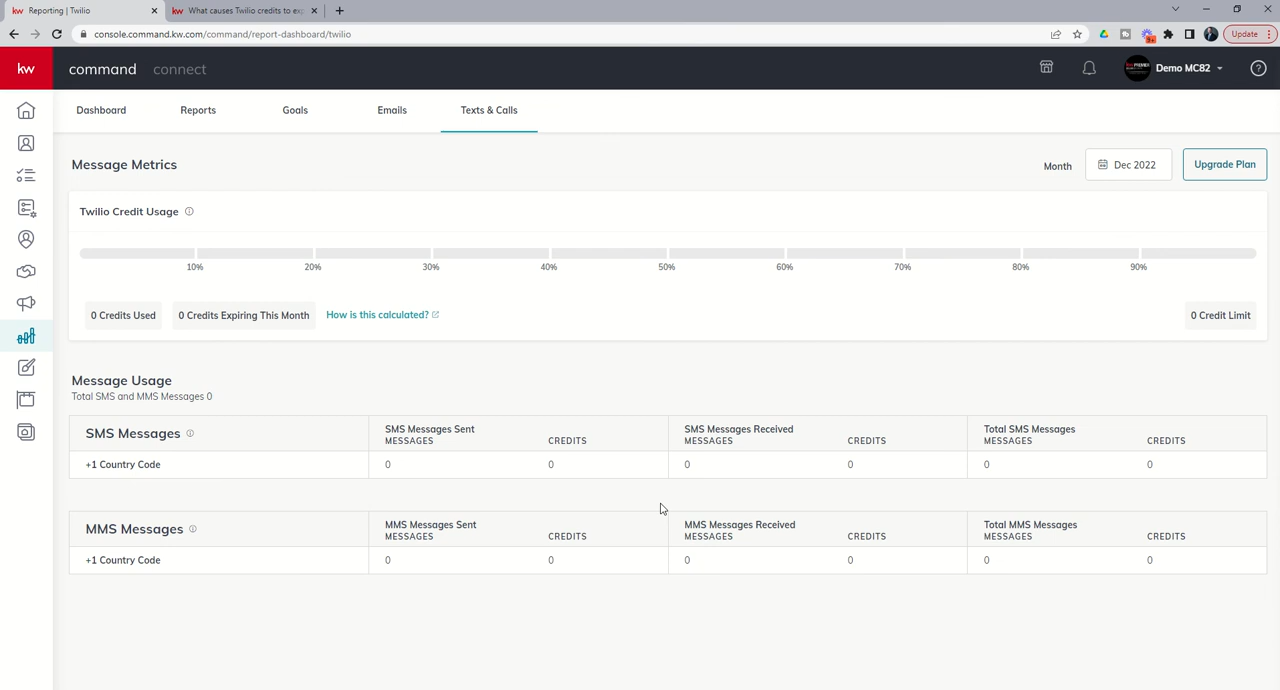 kw Reporting | Twilio
kw What causes Twilio credits to exp
console.command.kw.com/command/report-dashboard/twilio
9+
Update
kw command connect
Demo MC82
Dashboard Reports Goals Emails Texts & Calls
Message Metrics
Month Dec 2022 Upgrade Plan
Twilio Credit Usage
10% 20% 30% 40% 50% 60% 70% 80% 90%
0 Credits Used 0 Credits Expiring This Month How is this calculated? 0 Credit Limit
Message Usage
Total SMS and MMS Messages 0
SMS Messages
SMS Messages Sent SMS Messages Received Total SMS Messages
MESSAGES CREDITS MESSAGES CREDITS MESSAGES CREDITS
+1 Country Code 0 0 0 0 0 0
MMS Messages
MMS Messages Sent MMS Messages Received Total MMS Messages
MESSAGES CREDITS MESSAGES CREDITS MESSAGES CREDITS
+1 Country Code 0 0 0 0 0 0